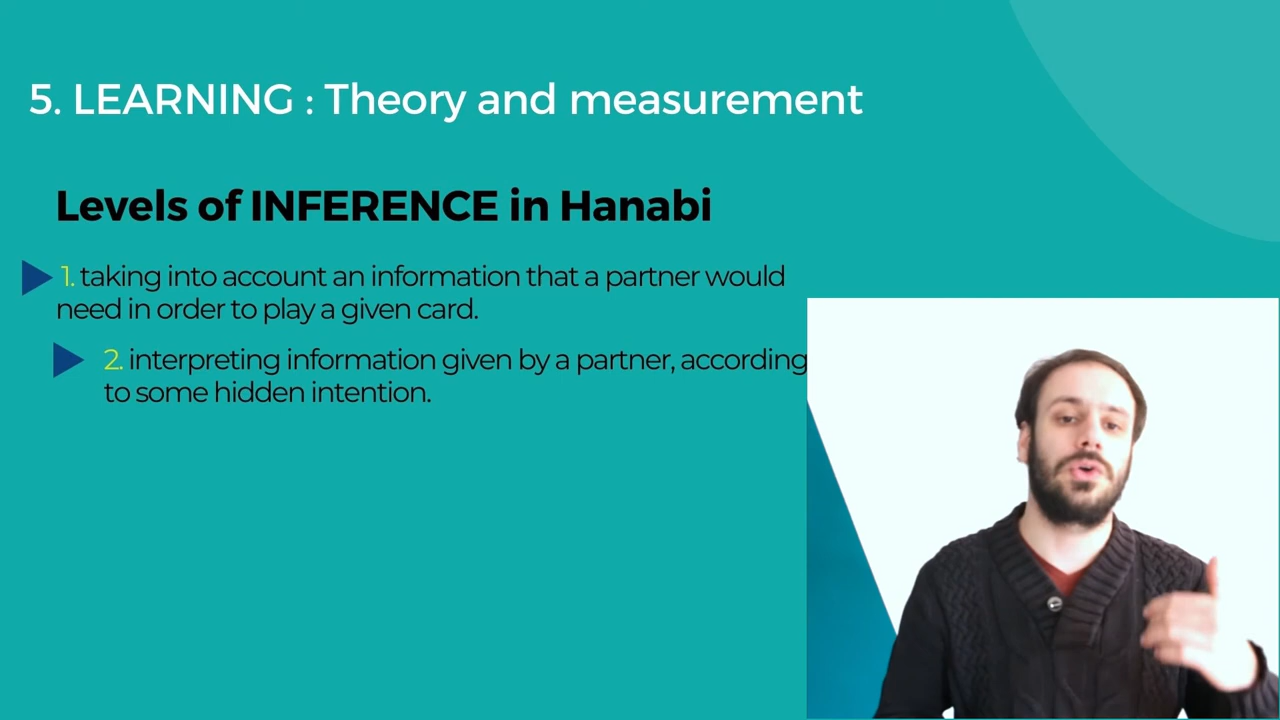 5. LEARNING : Theory and measurement
Levels of INFERENCE in Hanabi
1. taking into account an information that a partner would
need in order to play a given card.
2. interpreting information given by a partner, according
to some hidden intention.